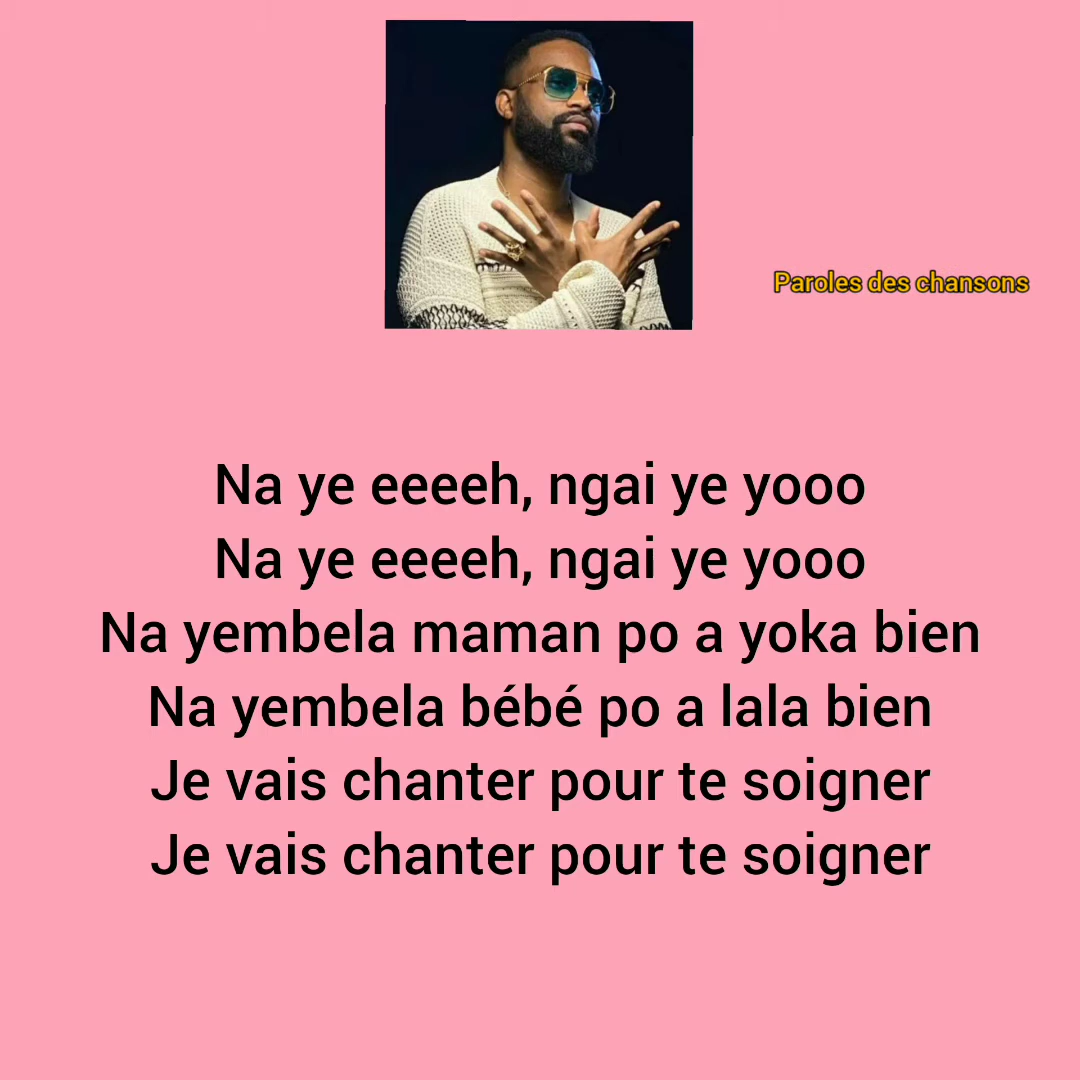 Paroles des chansons
Na ye eeeeh, ngai ye yooo
Na ye eeeeh, ngai ye yooo
Na yembela maman po a yoka bien
Na yembela bébé po a lala bien
Je vais chanter pour te soigner
Je vais chanter pour te soigner